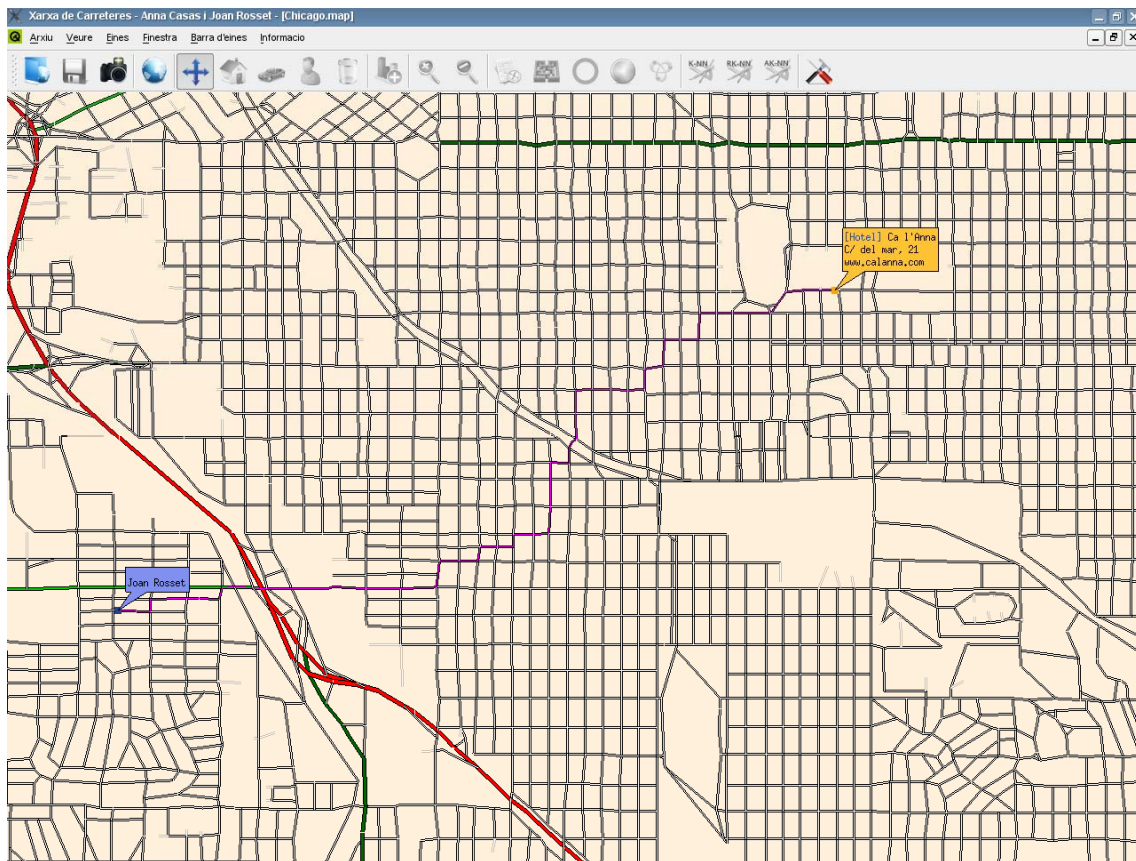 Xarxa de Carreteres - Anna Casas i Joan Rosset - [Chicago.map]
Arxiu Veure Eines Finestra Barra d'eines Informacio
K-NN RK-NN AK-NN
[Hotel] Ca l'Anna
C/ del mar, 21
www.calanna.com
Joan Rosset